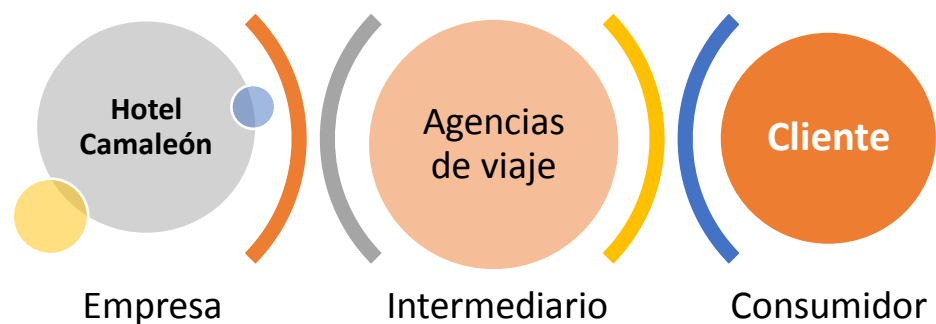 Hotel
Camaleón
Agencias
de viaje
Cliente
Empresa
Intermediario
Consumidor